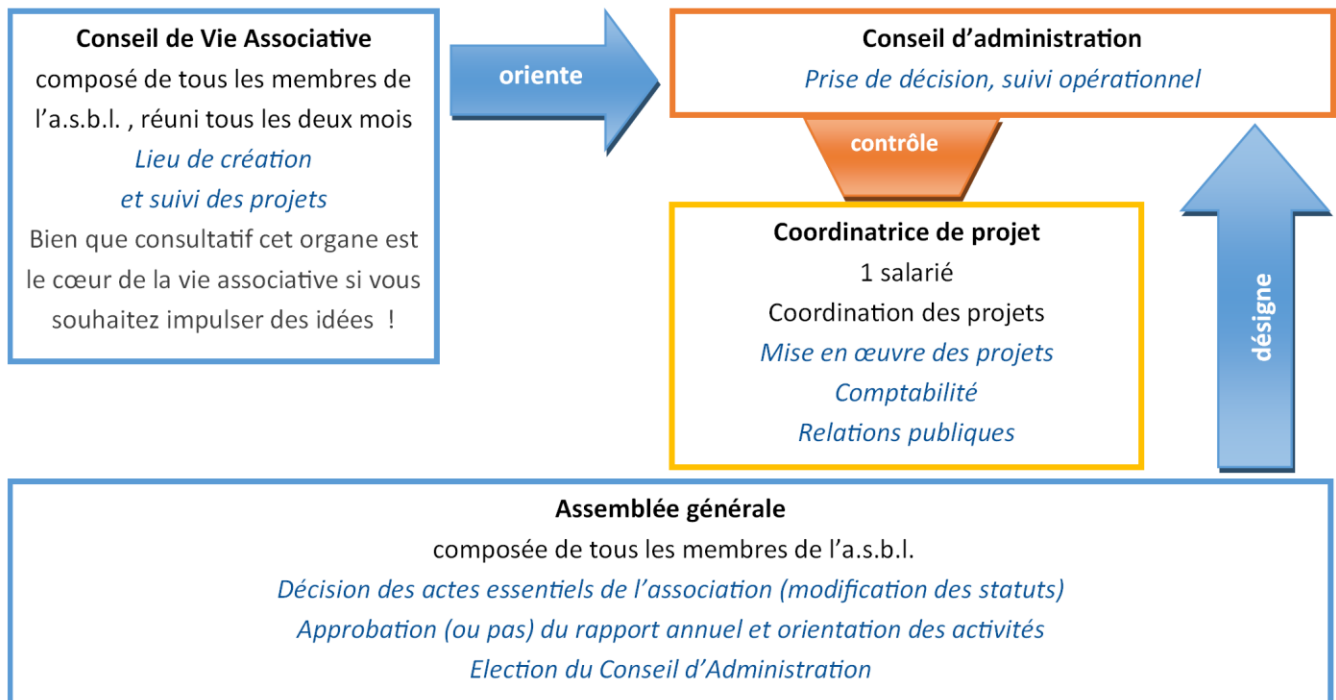 Conseil de Vie Associative
composé de tous les membres de
l’a.s.b.l. , réuni tous les deux mois
Lieu de création
et suivi des projets
Bien que consultatif cet organe est
le cœur de la vie associative si vous
souhaitez impulser des idées  !
oriente
Conseil d’administration
Prise de décision, suivi opérationnel
contrôle
Coordinatrice de projet
1 salarié
Coordination des projets
Mise en œuvre des projets
Comptabilité
Relations publiques
désigne
Assemblée générale
composée de tous les membres de l’a.s.b.l.
Décision des actes essentiels de l’association (modification des statuts)
Approbation (ou pas) du rapport annuel et orientation des activités
Election du Conseil d’Administration